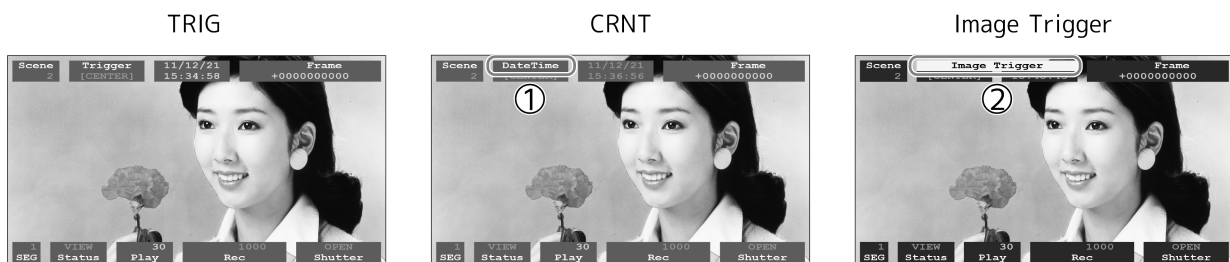 TRIG
CRNT
Image Trigger
Scene Trigger 11/12/21 Frame
2 [CENTER] 15:34:58 +0000000000
Scene DateTime 11/12/21 Frame
2 [CENTER] 15:36:56 +0000000000
①
Scene Image Trigger Frame
2 [CENTER] +0000000000
②
1 VIEW 30 1000 OPEN
SEG Status Play Rec Shutter
1 VIEW 30 1000 OPEN
SEG Status Play Rec Shutter
1 VIEW 30 1000 OPEN
SEG Status Play Rec Shutter